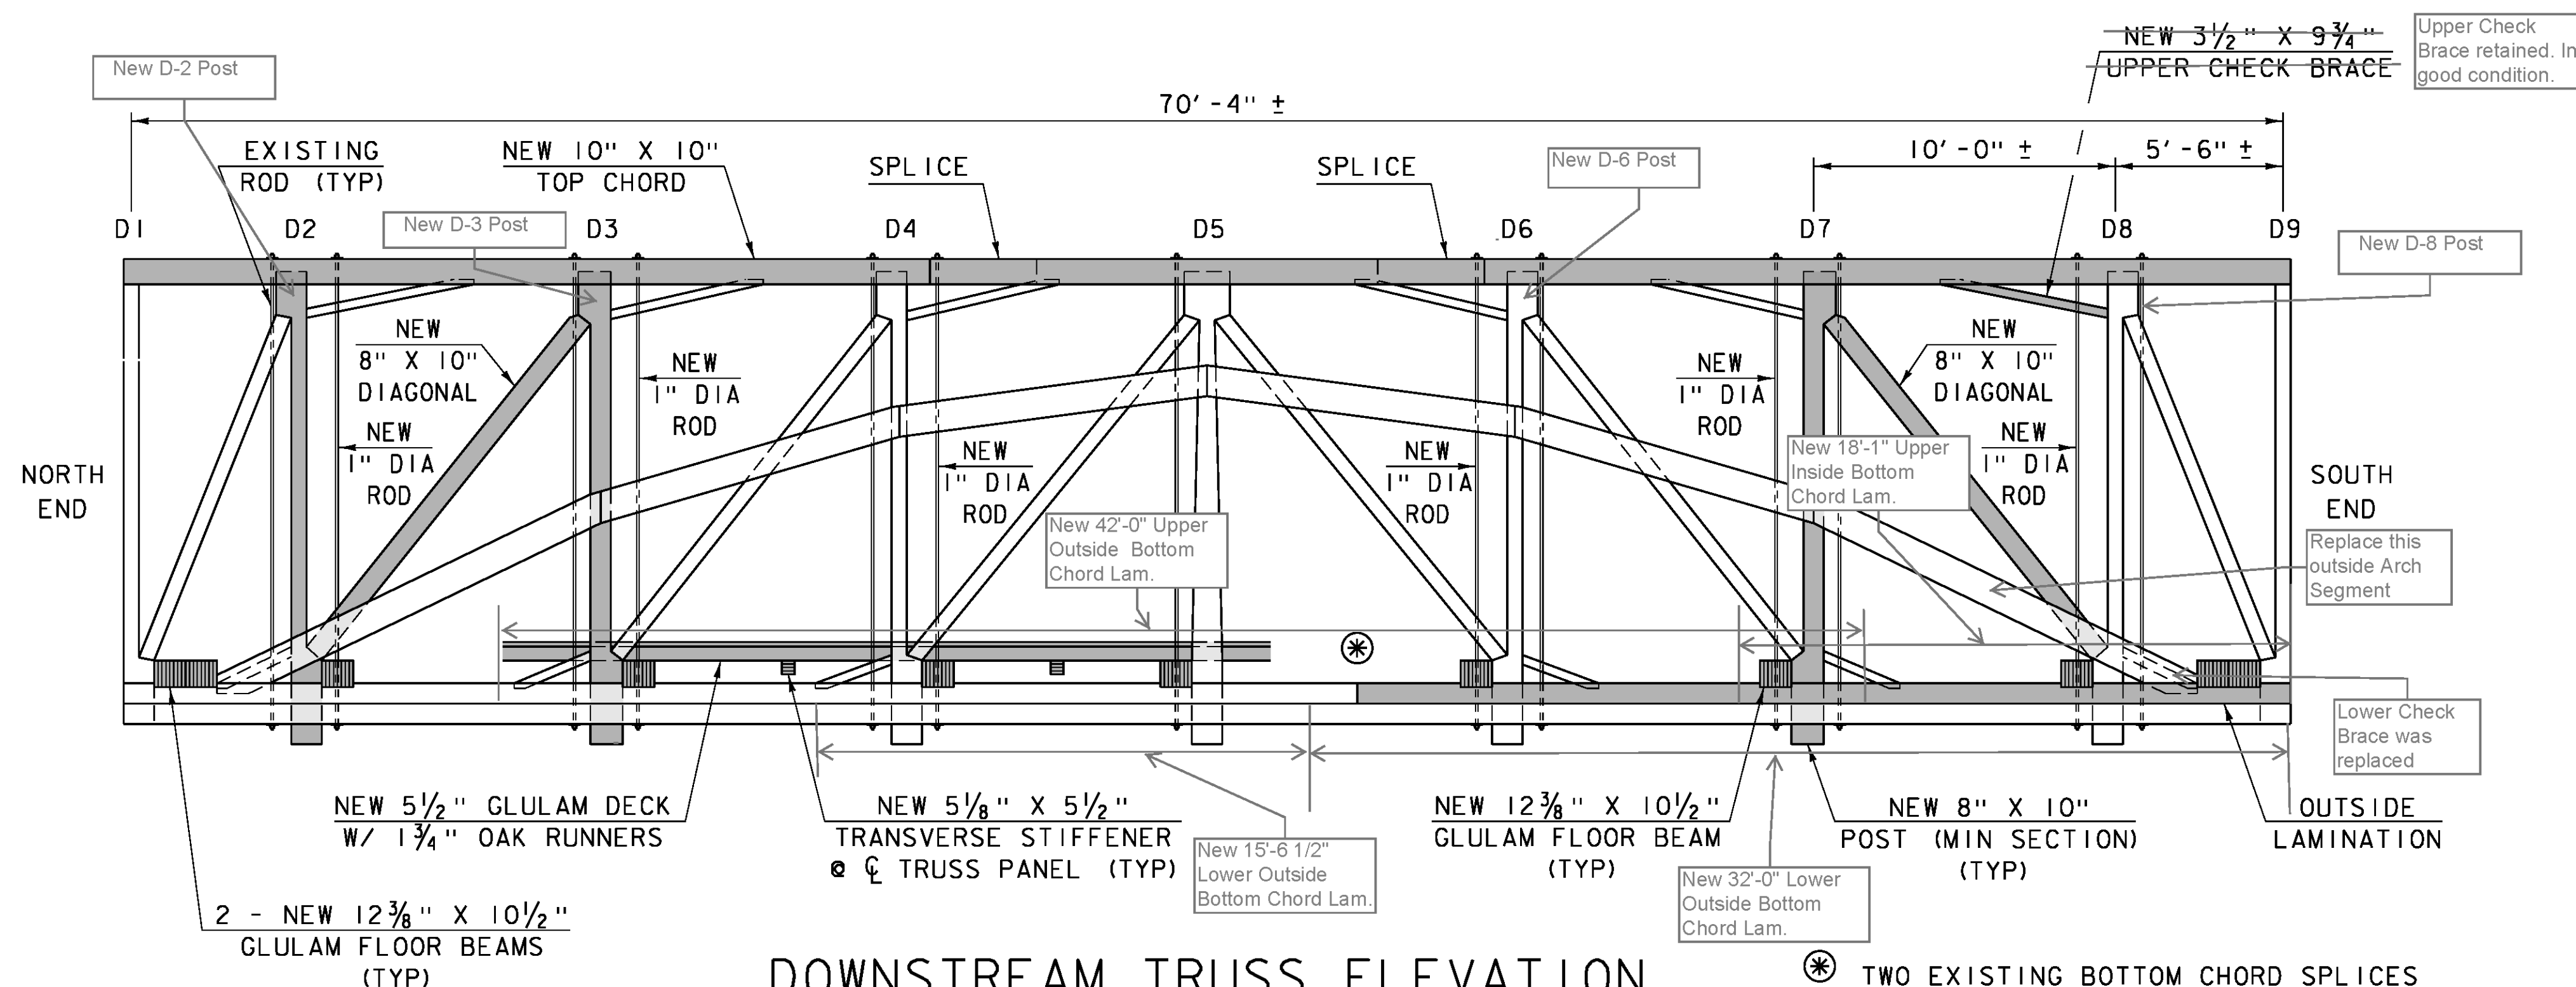 New D-2 Post
NEW 3½" X 9¾"
UPPER CHECK BRACE
Upper Check
Brace retained. In
good condition.
70'-4" ±
EXISTING
ROD (TYP)
NEW 10" X 10"
TOP CHORD
SPLICE
SPLICE
New D-6 Post
10'-0" ±
5'-6" ±
D1
D2
New D-3 Post
D3
D4
D5
D6
D7
D8
D9
New D-8 Post
NEW
8" X 10"
DIAGONAL
NEW
1" DIA
ROD
NEW
1" DIA
ROD
NEW
1" DIA
ROD
NEW
1" DIA
ROD
NEW
1" DIA
ROD
NEW
8" X 10"
DIAGONAL
NEW
1" DIA
ROD
New 18'-1" Upper
Inside Bottom
Chord Lam.
NORTH
END
SOUTH
END
New 42'-0" Upper
Outside Bottom
Chord Lam.
Replace this
outside Arch
Segment
Lower Check
Brace was
replaced
NEW 5½" GLULAM DECK
W/ 1¾" OAK RUNNERS
NEW 5⅛" X 5½"
TRANSVERSE STIFFENER
@ ℄ TRUSS PANEL (TYP)
New 15'-6 1/2"
Lower Outside
Bottom Chord Lam.
NEW 12⅜" X 10½"
GLULAM FLOOR BEAM
(TYP)
New 32'-0" Lower
Outside Bottom
Chord Lam.
NEW 8" X 10"
POST (MIN SECTION)
(TYP)
OUTSIDE
LAMINATION
2 - NEW 12⅜" X 10½"
GLULAM FLOOR BEAMS
(TYP)
DOWNSTREAM TRUSS ELEVATION
TWO EXISTING BOTTOM CHORD SPLICES